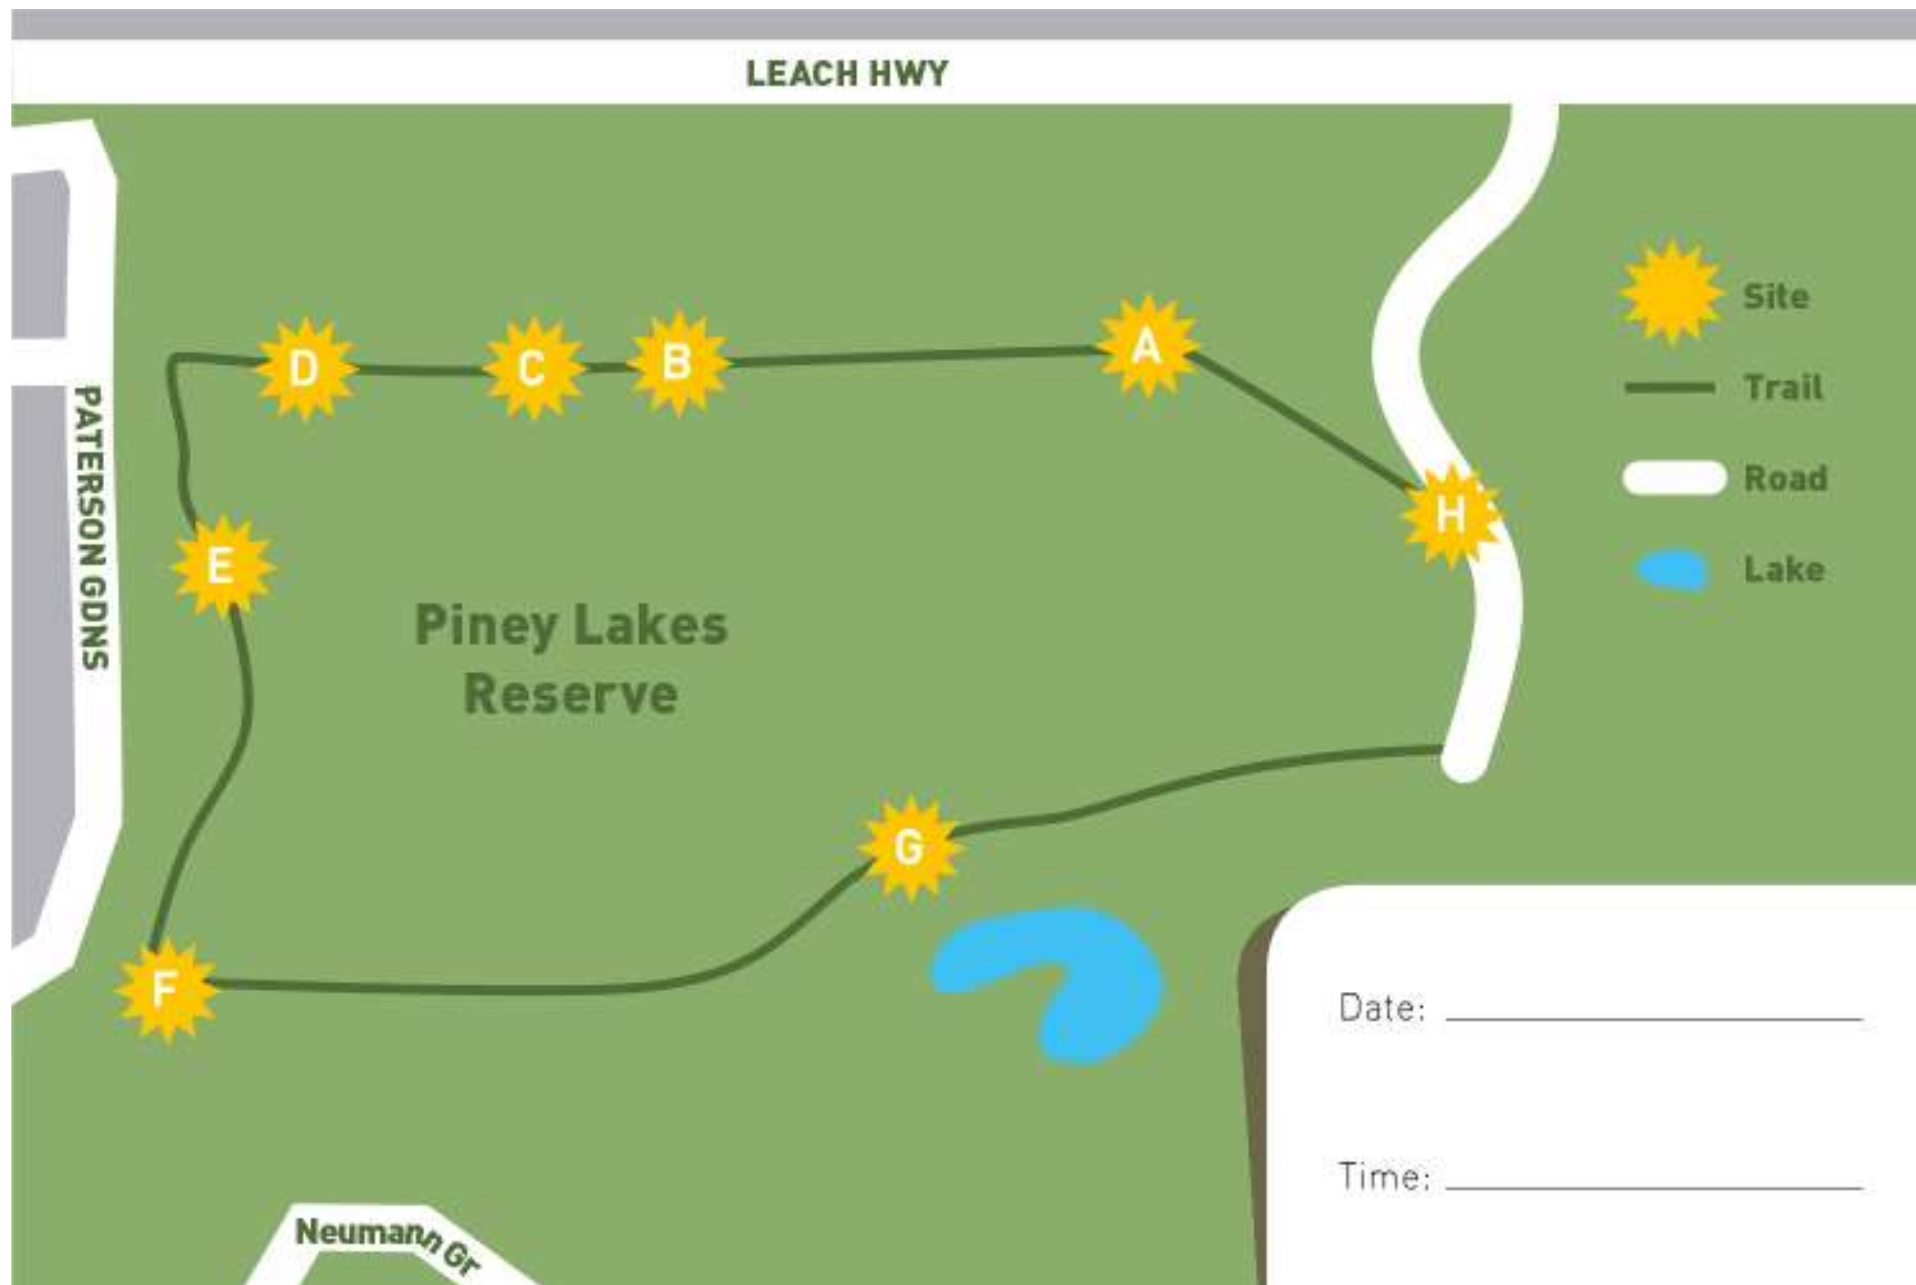 LEACH HWY
PATERSON GDNS
D
C
B
A
H
E
F
G
Piney Lakes
Reserve
Site
Trail
Road
Lake
Date:
Time:
Neumann Gr